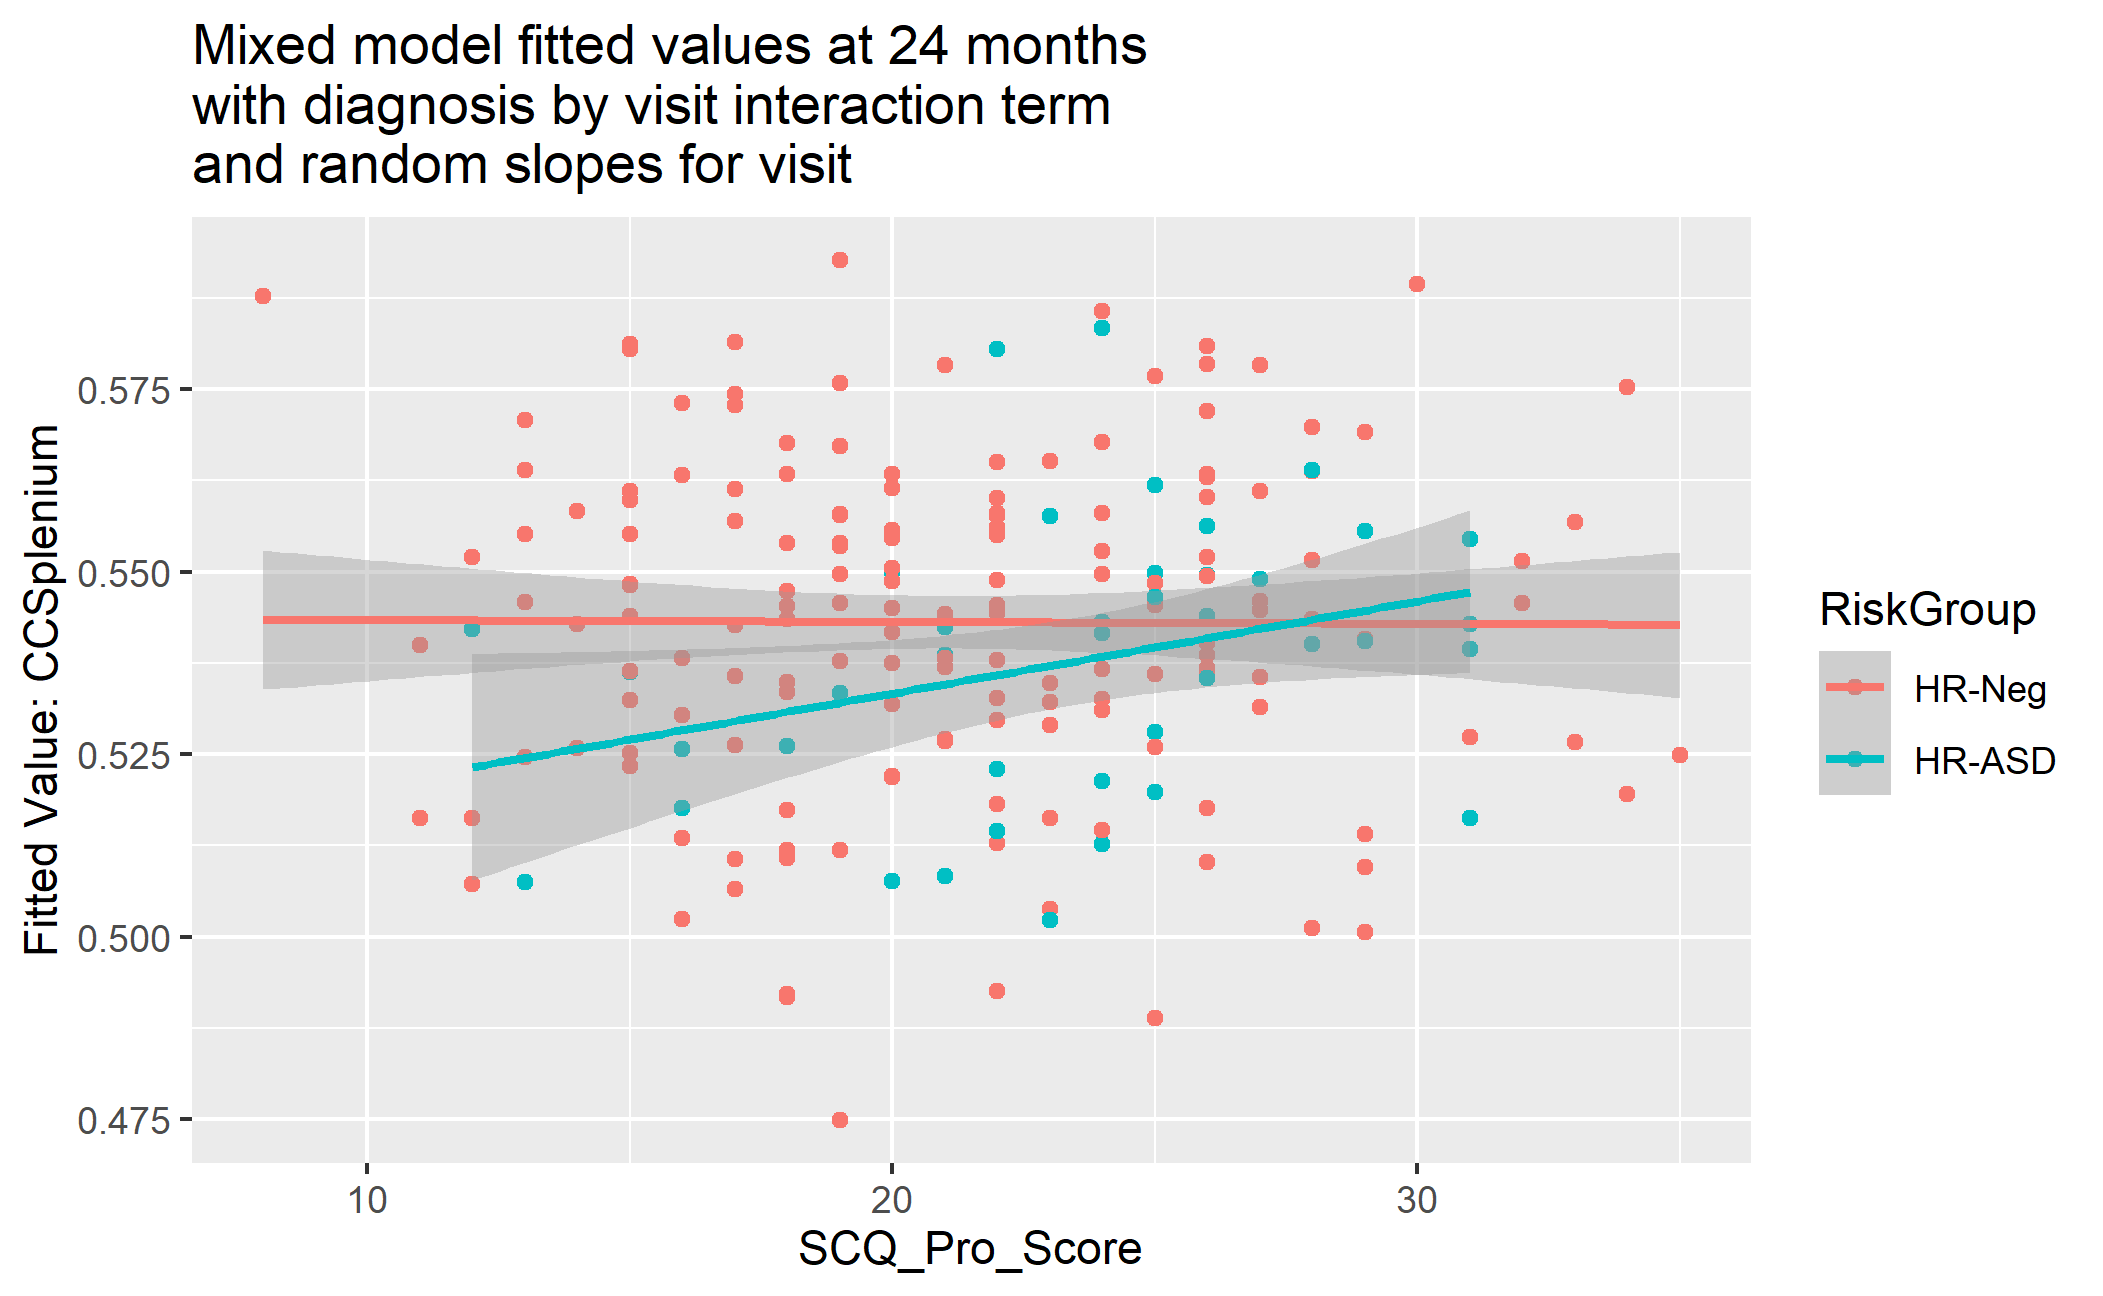 Mixed model fitted values at 24 months
with diagnosis by visit interaction term
and random slopes for visit
Fitted Value: CCSplenium
0.575
0.550
0.525
0.500
0.475
10 20 30
SCQ_Pro_Score
RiskGroup
HR-Neg
HR-ASD